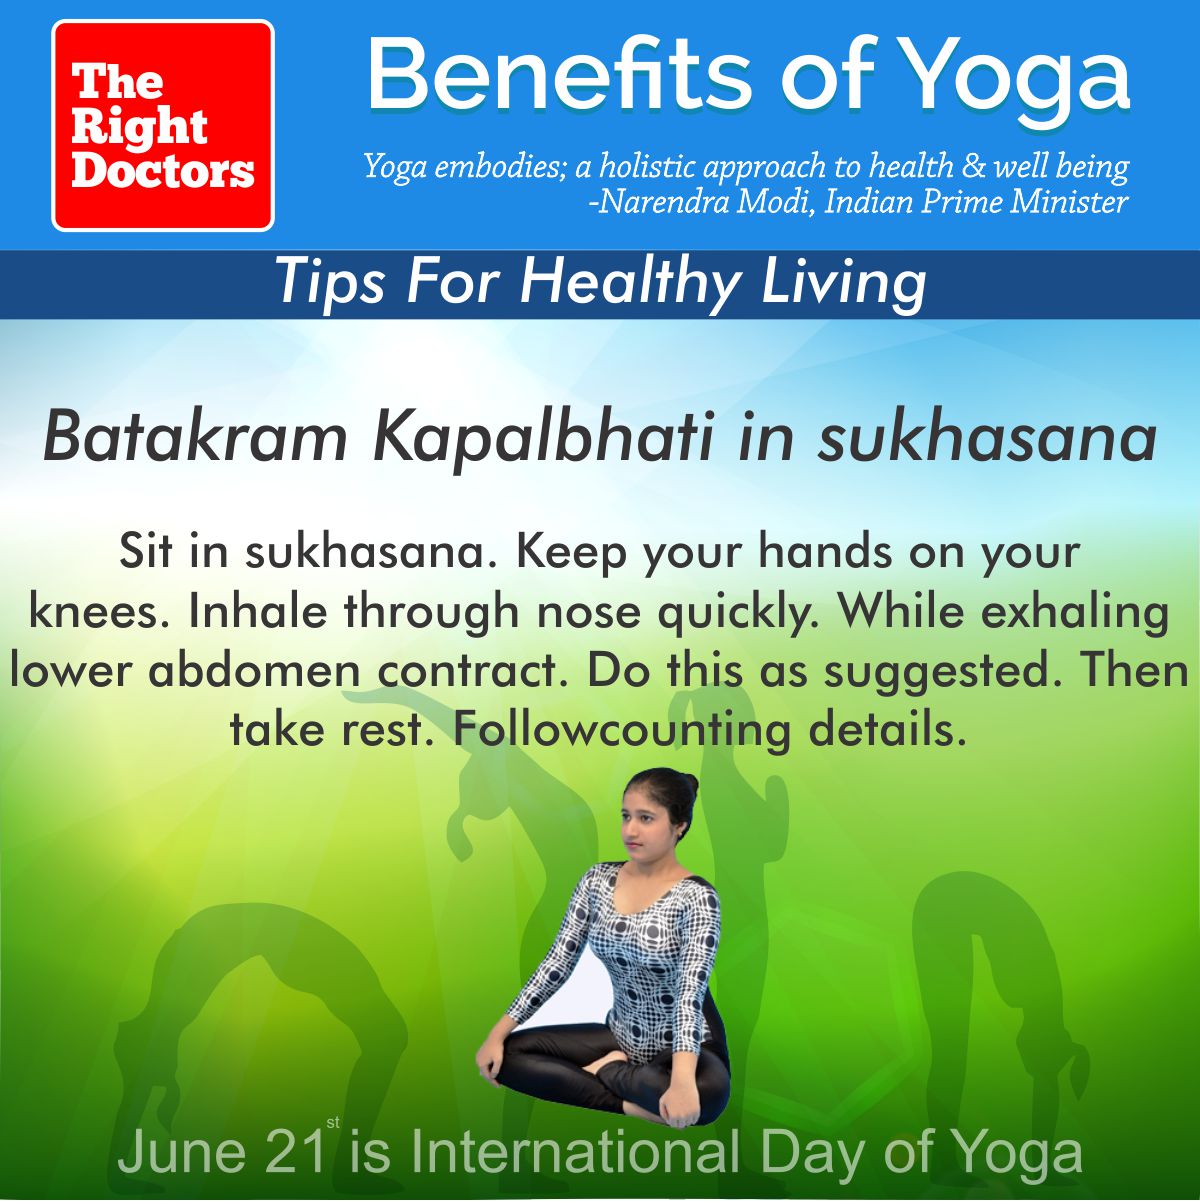 The
Right
Doctors
Benefits of Yoga
Yoga embodies; a holistic approach to health & well being
-Narendra Modi, Indian Prime Minister
Tips For Healthy Living
Batakram Kapalbhati in sukhasana
Sit in sukhasana. Keep your hands on your
knees. Inhale through nose quickly. While exhaling
lower abdomen contract. Do this as suggested. Then
take rest. Followcounting details.
June 21st is International Day of Yoga